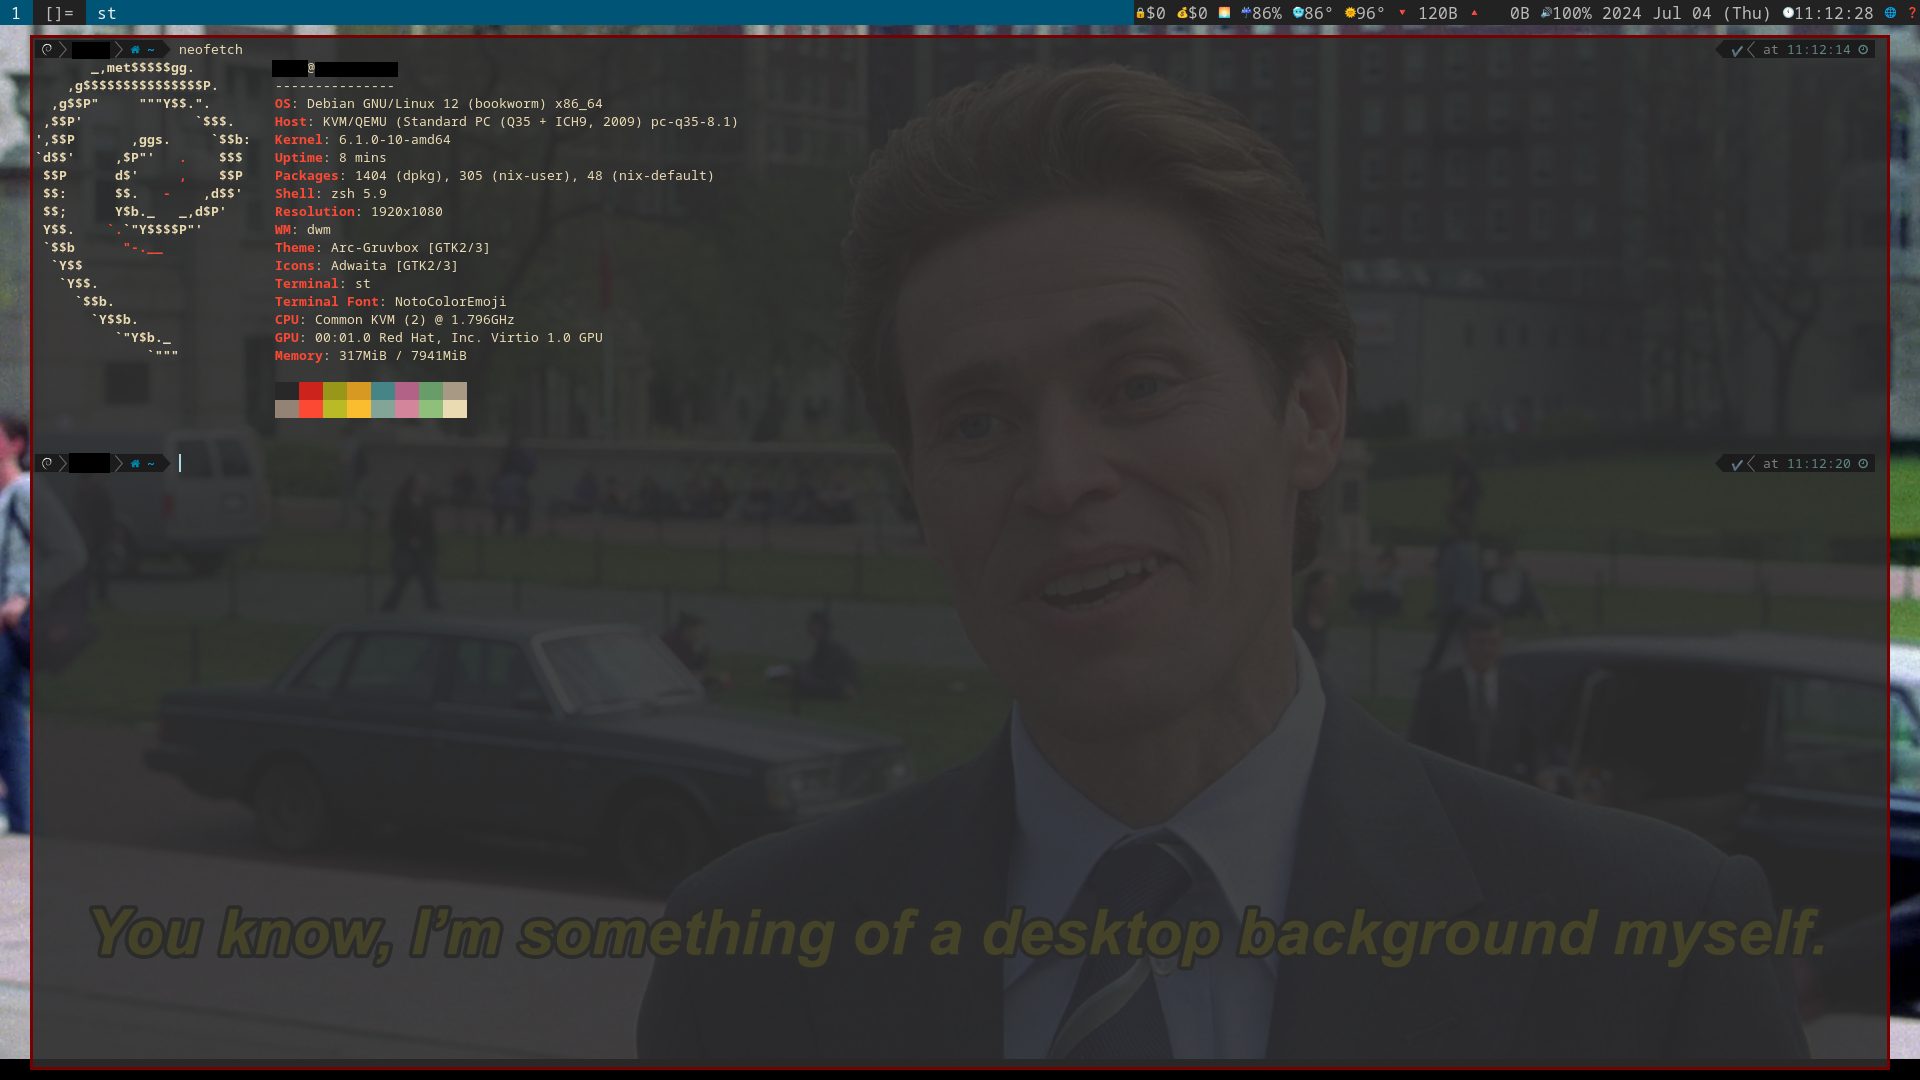 1 []= st 🔒$0 💰$0 🌅 ☔86% 🥶86° 🌞96° 🔻 120B 🔺 0B 🔊100% 2024 Jul 04 (Thu) 🕚11:12:28 🌐 ❓
~ neofetch ✔ at 11:12:14
_,met$$$$$gg. @
,g$$$$$$$$$$$$$$$P. ---------------
,g$$P" """Y$$.". OS: Debian GNU/Linux 12 (bookworm) x86_64
,$$P' `$$$. Host: KVM/QEMU (Standard PC (Q35 + ICH9, 2009) pc-q35-8.1)
',$$P ,ggs. `$$b: Kernel: 6.1.0-10-amd64
`d$$' ,$P"' . $$$ Uptime: 8 mins
$$P d$' , $$P Packages: 1404 (dpkg), 305 (nix-user), 48 (nix-default)
$$: $$. - ,d$$' Shell: zsh 5.9
$$; Y$b._ _,d$P' Resolution: 1920x1080
Y$$. `.`"Y$$$$P"' WM: dwm
`$$b "-.__ Theme: Arc-Gruvbox [GTK2/3]
`Y$$ Icons: Adwaita [GTK2/3]
`Y$$. Terminal: st
`$$b. Terminal Font: NotoColorEmoji
`Y$$b. CPU: Common KVM (2) @ 1.796GHz
`"Y$b._ GPU: 00:01.0 Red Hat, Inc. Virtio 1.0 GPU
`""" Memory: 317MiB / 7941MiB
~ ✔ at 11:12:20
You know, I'm something of a desktop background myself.